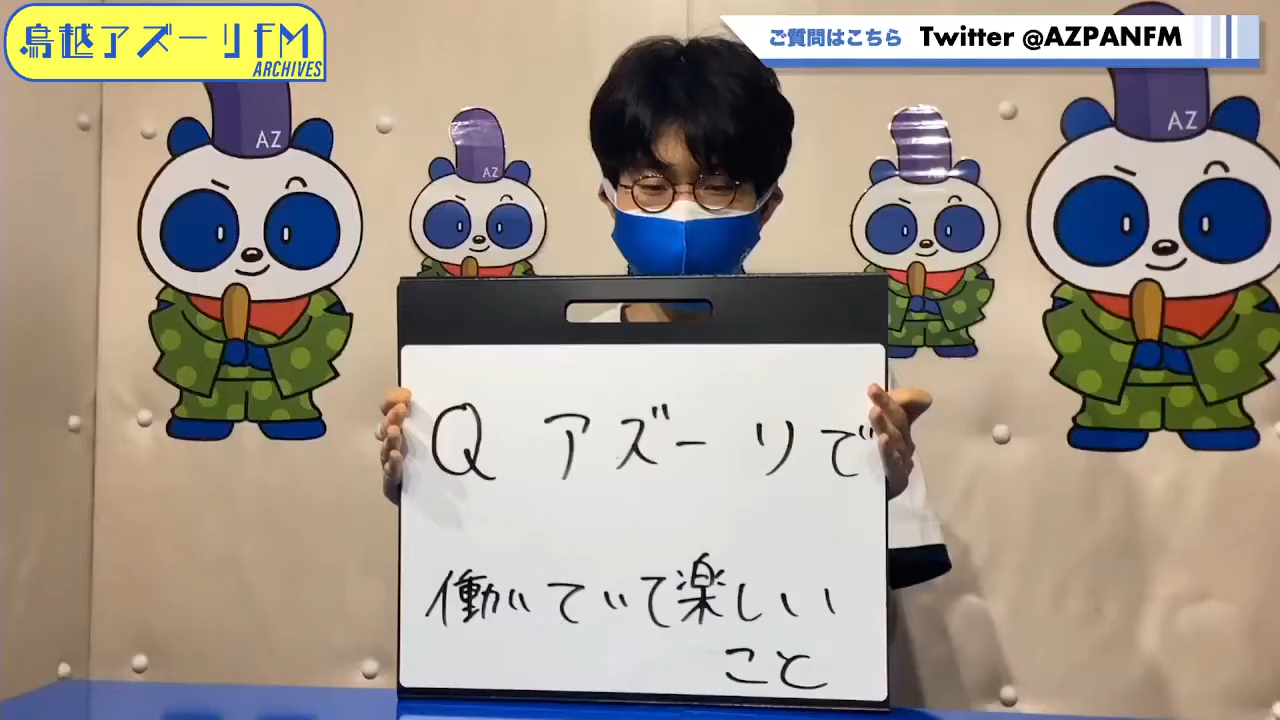 鳥越アズーリFM
ARCHIVES
ご質問はこちら Twitter @AZPANFM
AZ
AZ
AZ
AZ
Q アズーリで
働いていて楽しい
こと